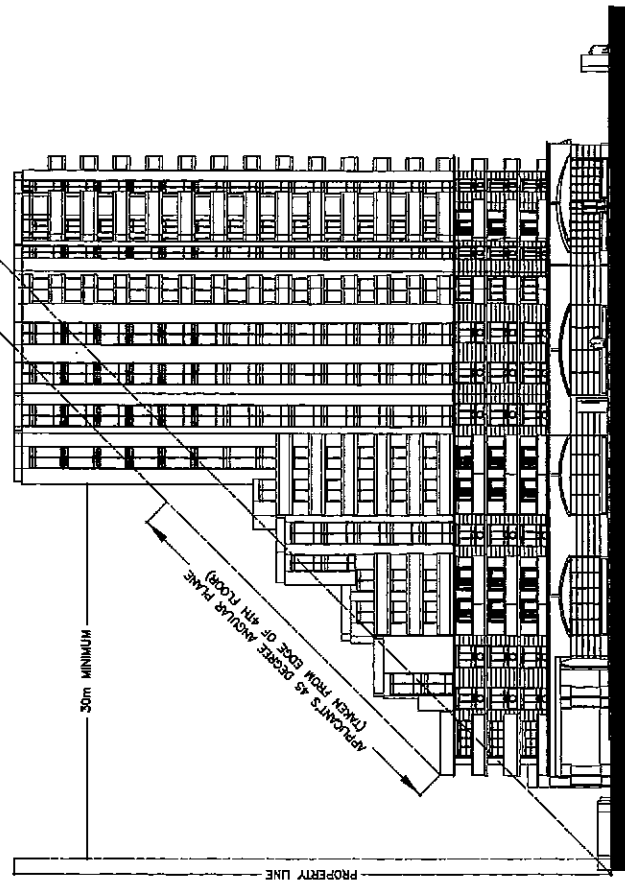 30m MINIMUM
APPLICANT'S 45 DEGREE ANGULAR PLANE
(TAKEN FROM EDGE OF 4TH FLOOR)
PROPERTY LINE